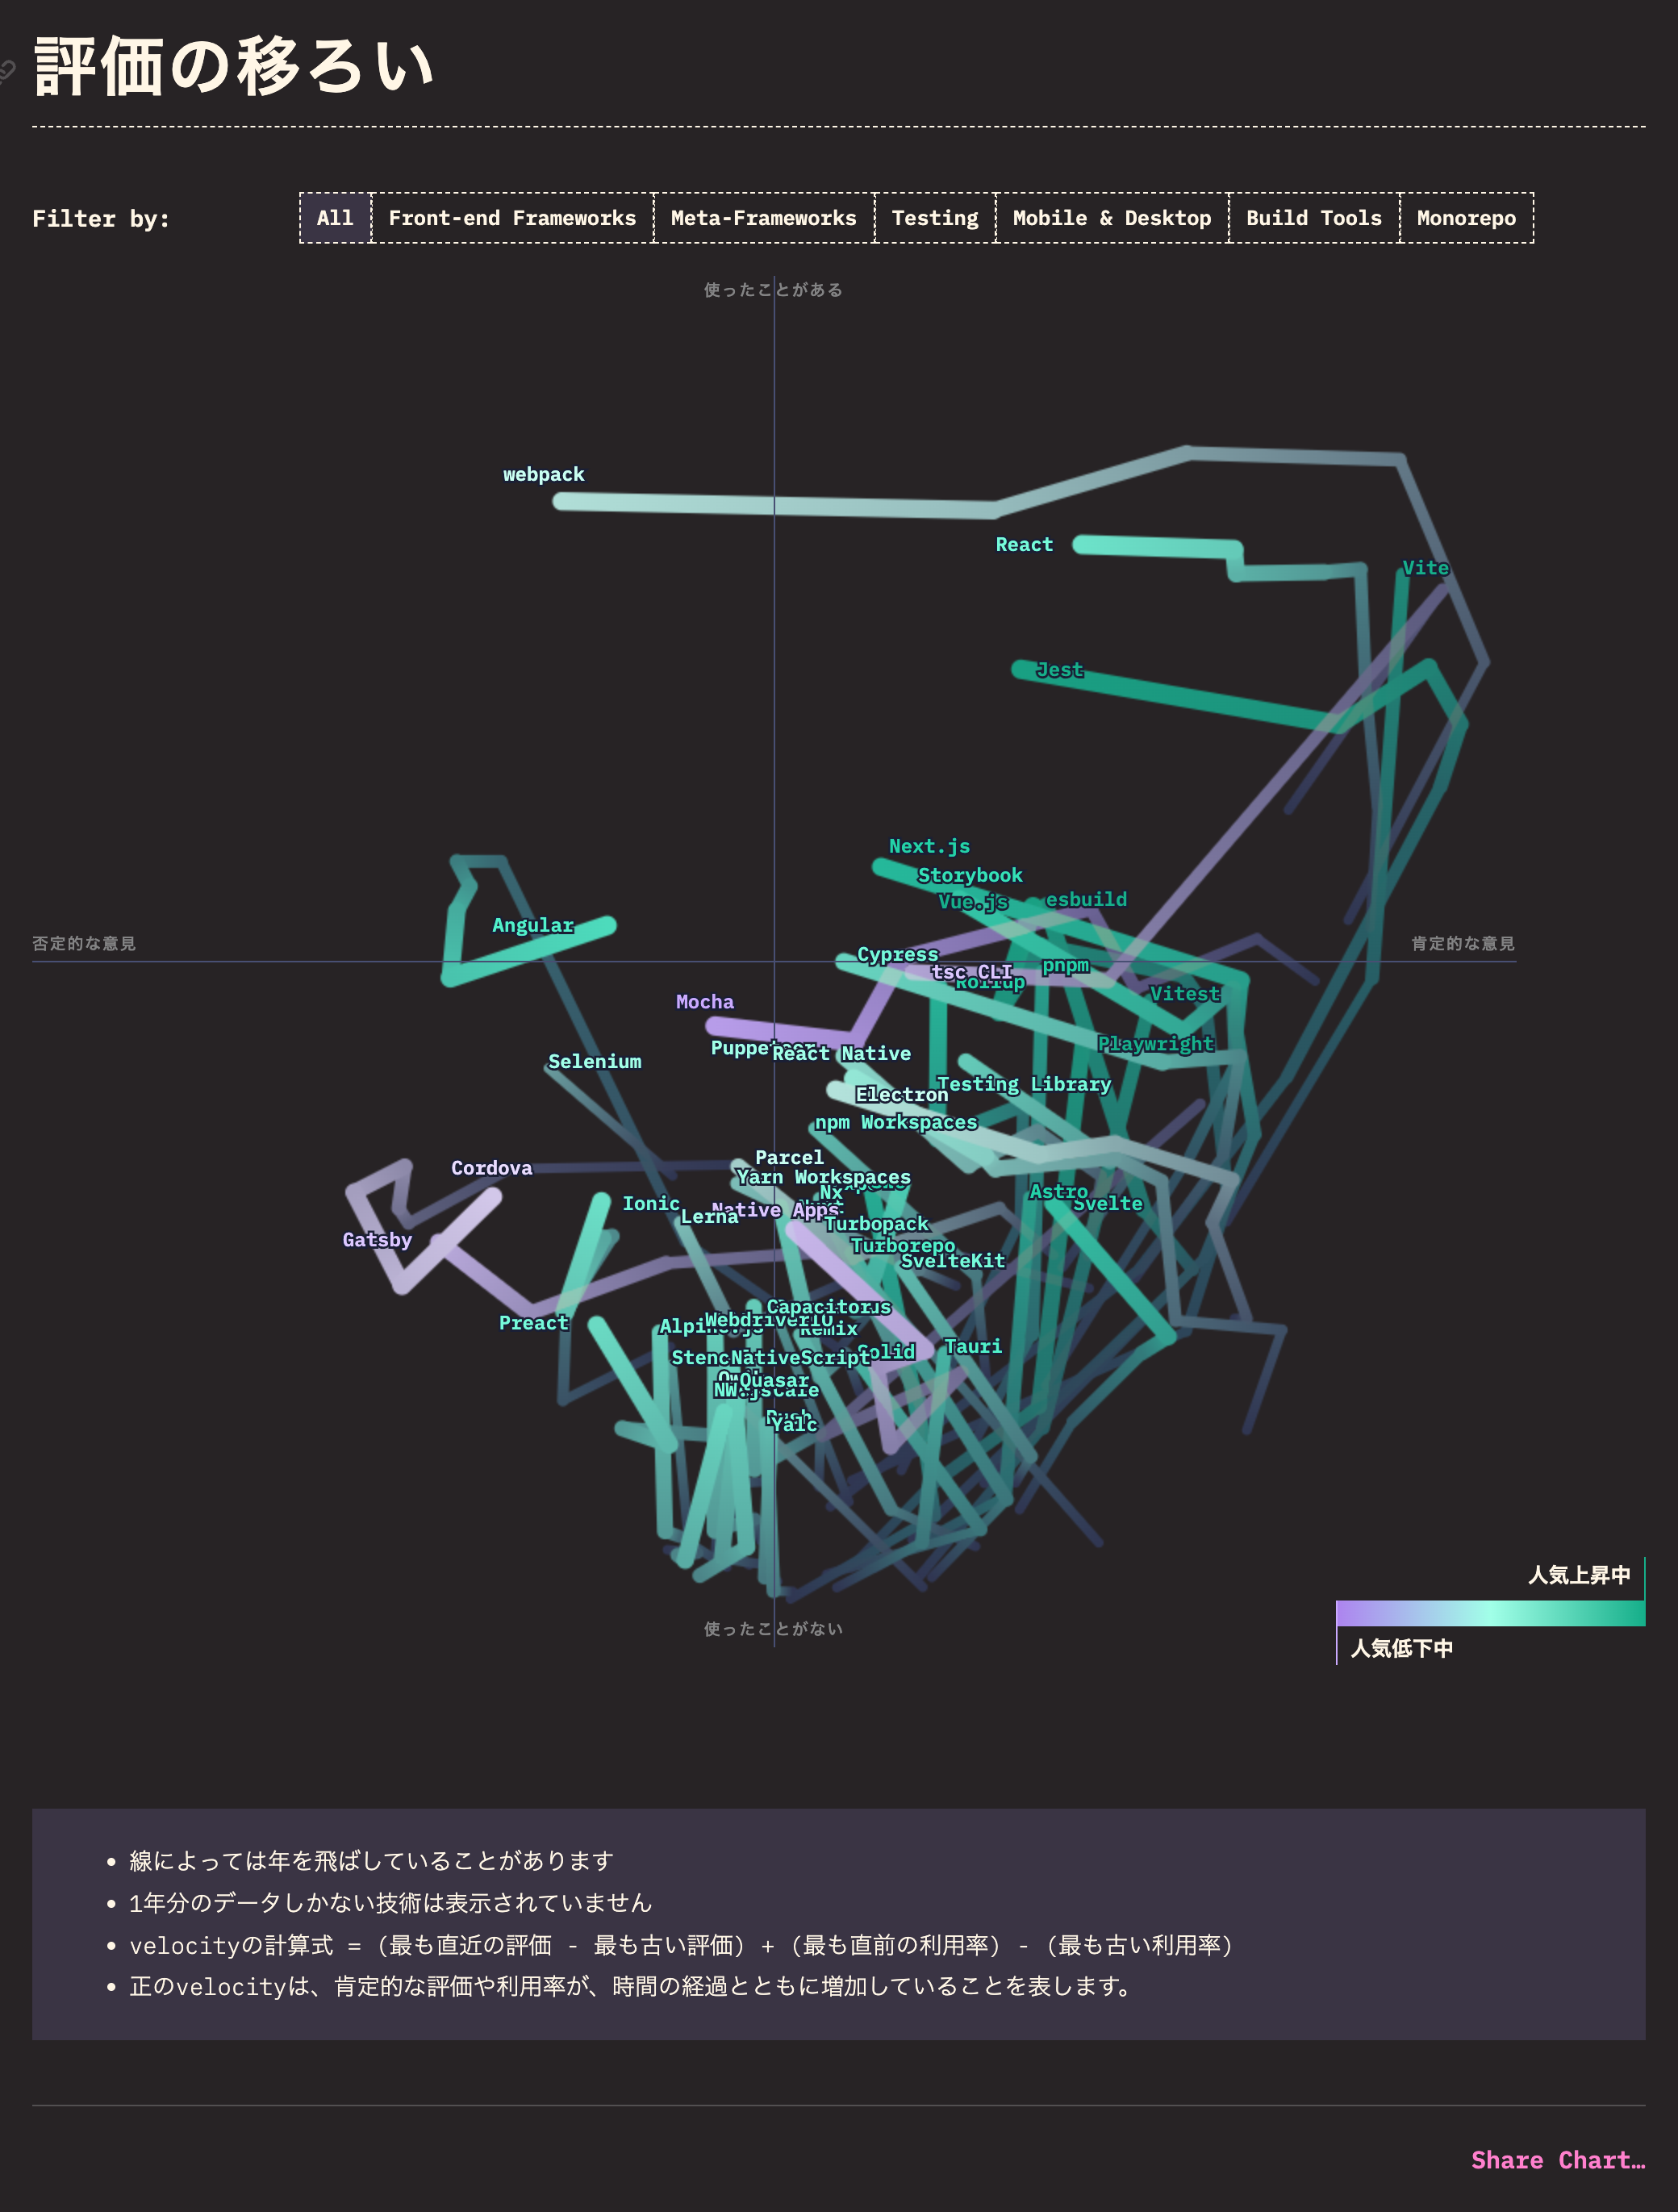 評価の移ろい
Filter by:
All
Front-end Frameworks
Meta-Frameworks
Testing
Mobile & Desktop
Build Tools
Monorepo
使ったことがある
webpack
React
Vite
Jest
Next.js
Storybook
Vue.js
esbuild
Angular
否定的な意見
肯定的な意見
Cypress
pnpm
tsc CLI
Rollup
Vitest
Mocha
Playwright
Puppeteer
React Native
Selenium
Testing Library
Electron
npm Workspaces
Parcel
Cordova
Yarn Workspaces
Nx
Astro
Svelte
Ionic
Native Apps
Lerna
Turbopack
Gatsby
Turborepo
SvelteKit
Capacitor
Preact
WebdriverIO
Alpine.js
Remix
Tauri
Solid
NativeScript
Quasar
NW.js
Yalc
人気上昇中
使ったことがない
人気低下中
• 線によっては年を飛ばしていることがあります
• 1年分のデータしかない技術は表示されていません
• velocityの計算式 = (最も直近の評価 - 最も古い評価) + (最も直前の利用率) - (最も古い利用率)
• 正のvelocityは、肯定的な評価や利用率が、時間の経過とともに増加していることを表します。
Share Chart…